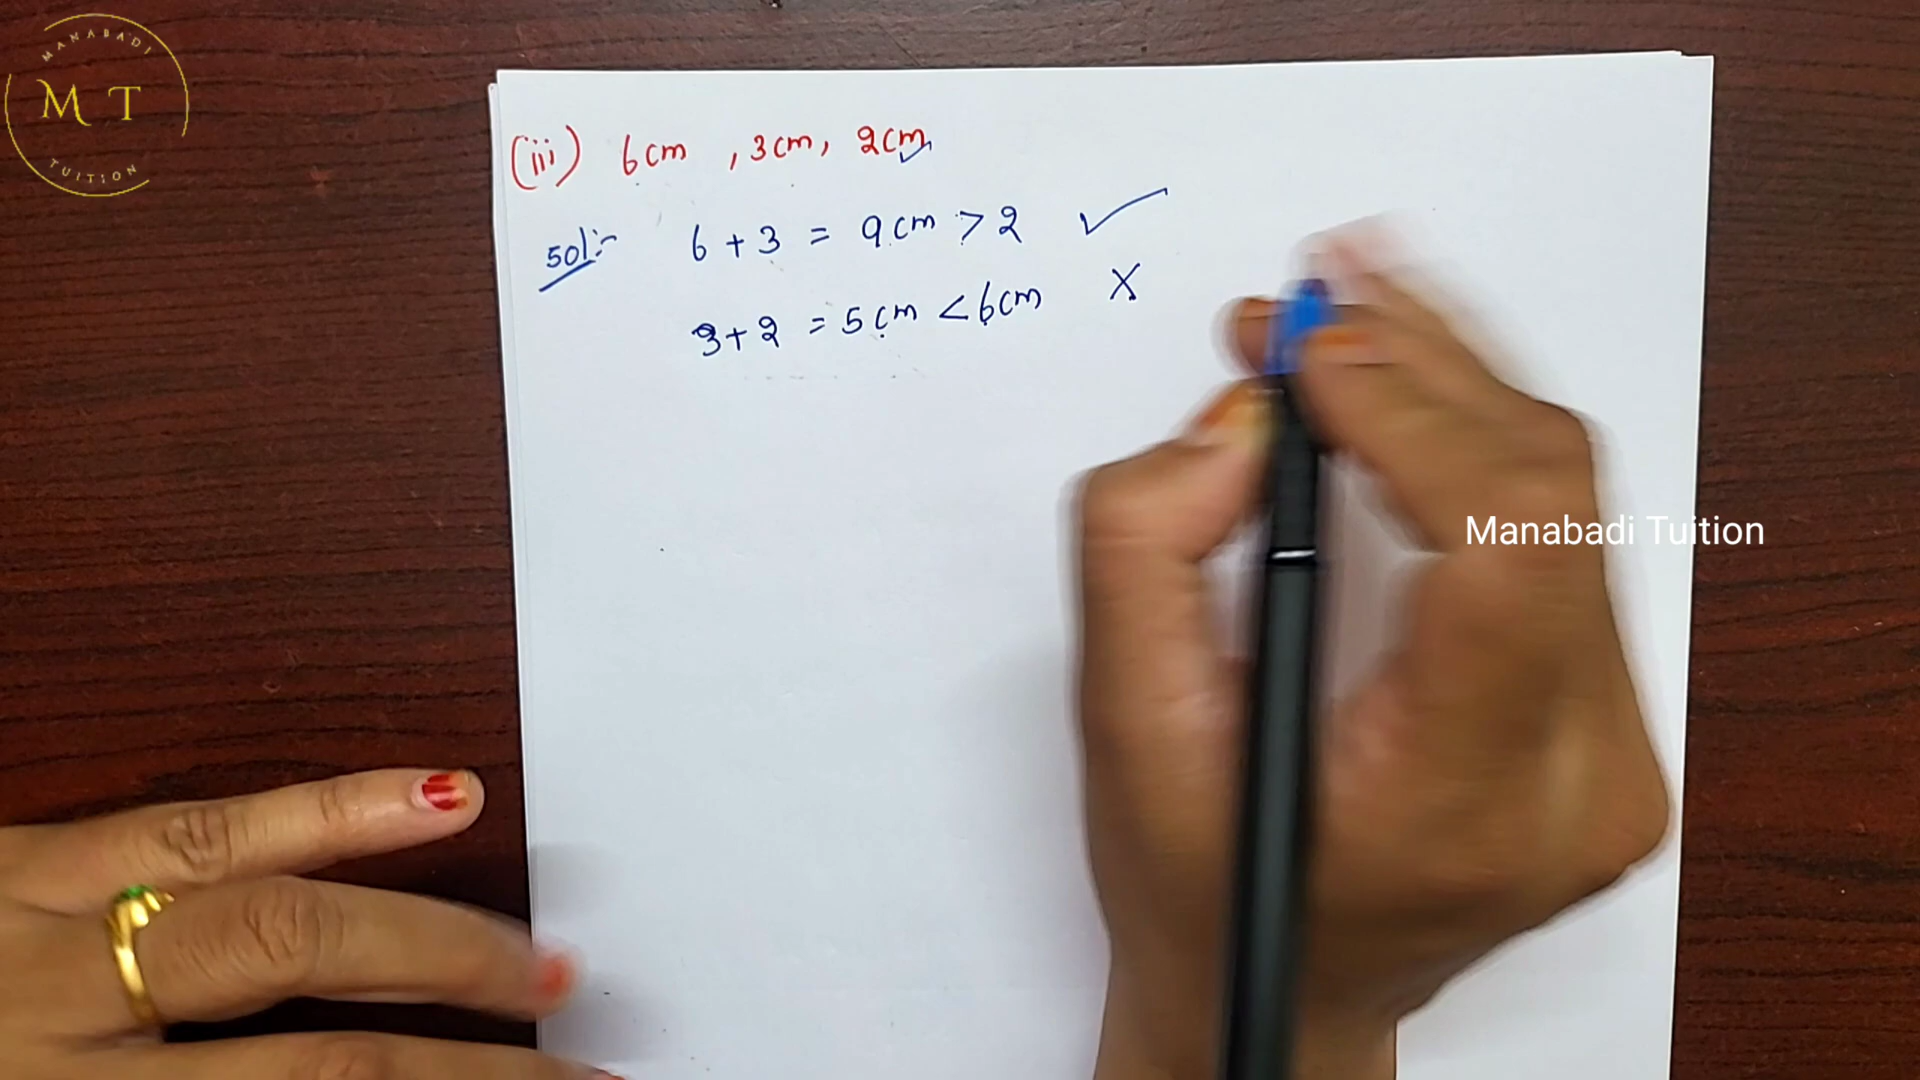 MANABADI
M T
TUITION
(iii) 6cm , 3cm, 2cm
Sol:- 6 + 3 = 9cm > 2 ✓
3+2 = 5cm < 6cm X
Manabadi Tuition